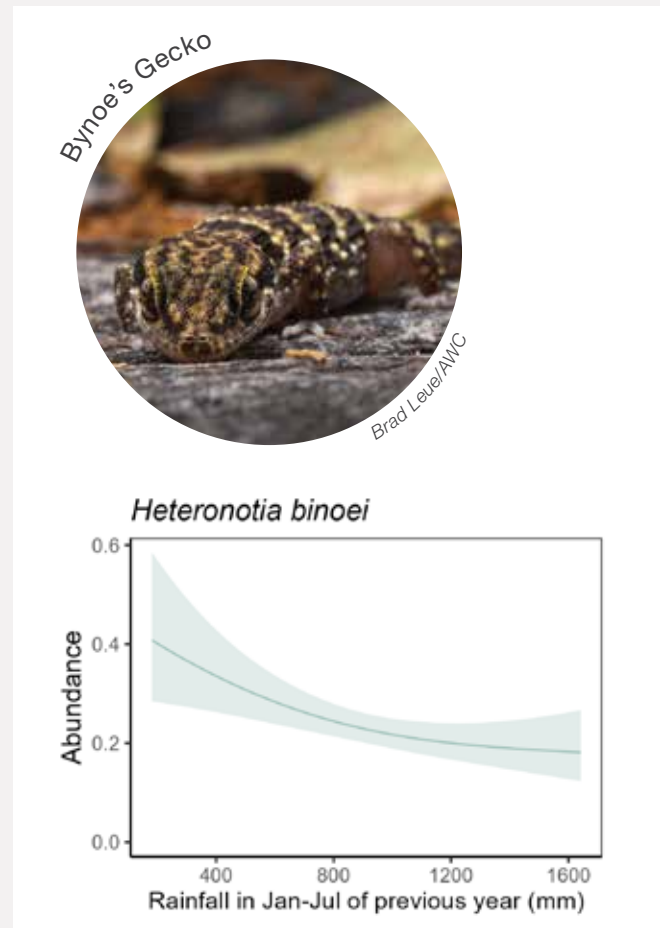 Bynoe's Gecko
Brad Leue/AWC
Heteronotia binoei
Abundance
0.6
0.4
0.2
0.0
400 800 1200 1600
Rainfall in Jan-Jul of previous year (mm)